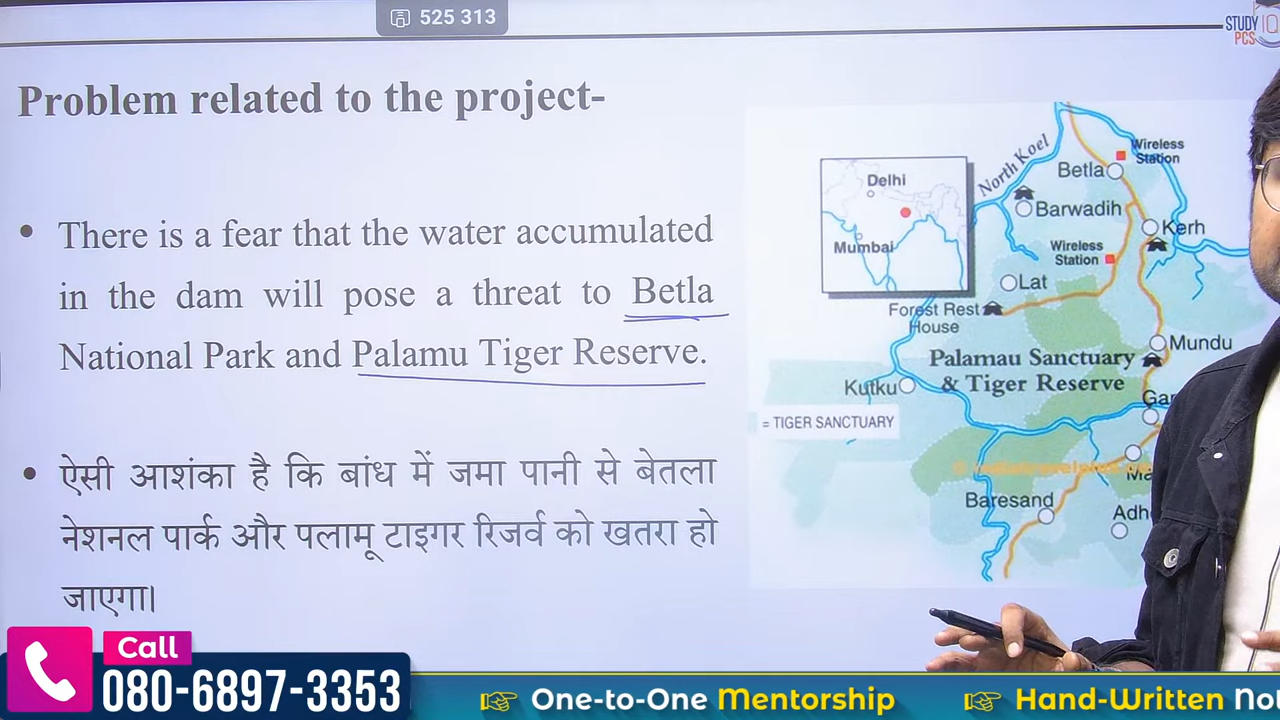 525 313
STUDY IQ
PCS
Problem related to the project-
• There is a fear that the water accumulated
in the dam will pose a threat to Betla
National Park and Palamu Tiger Reserve.
• ऐसी आशंका है कि बांध में जमा पानी से बेतला
नेशनल पार्क और पलामू टाइगर रिजर्व को खतरा हो
जाएगा।
Delhi
Mumbai
North Koel
Wireless
Station
Betla
Barwadih
Kerh
Wireless
Station
Lat
Forest Rest
House
Mundu
Palamau Sanctuary
& Tiger Reserve
Kutku
Gar
= TIGER SANCTUARY
Ma
Baresand
Adh
Call
080-6897-3353
One-to-One Mentorship
Hand-Written No